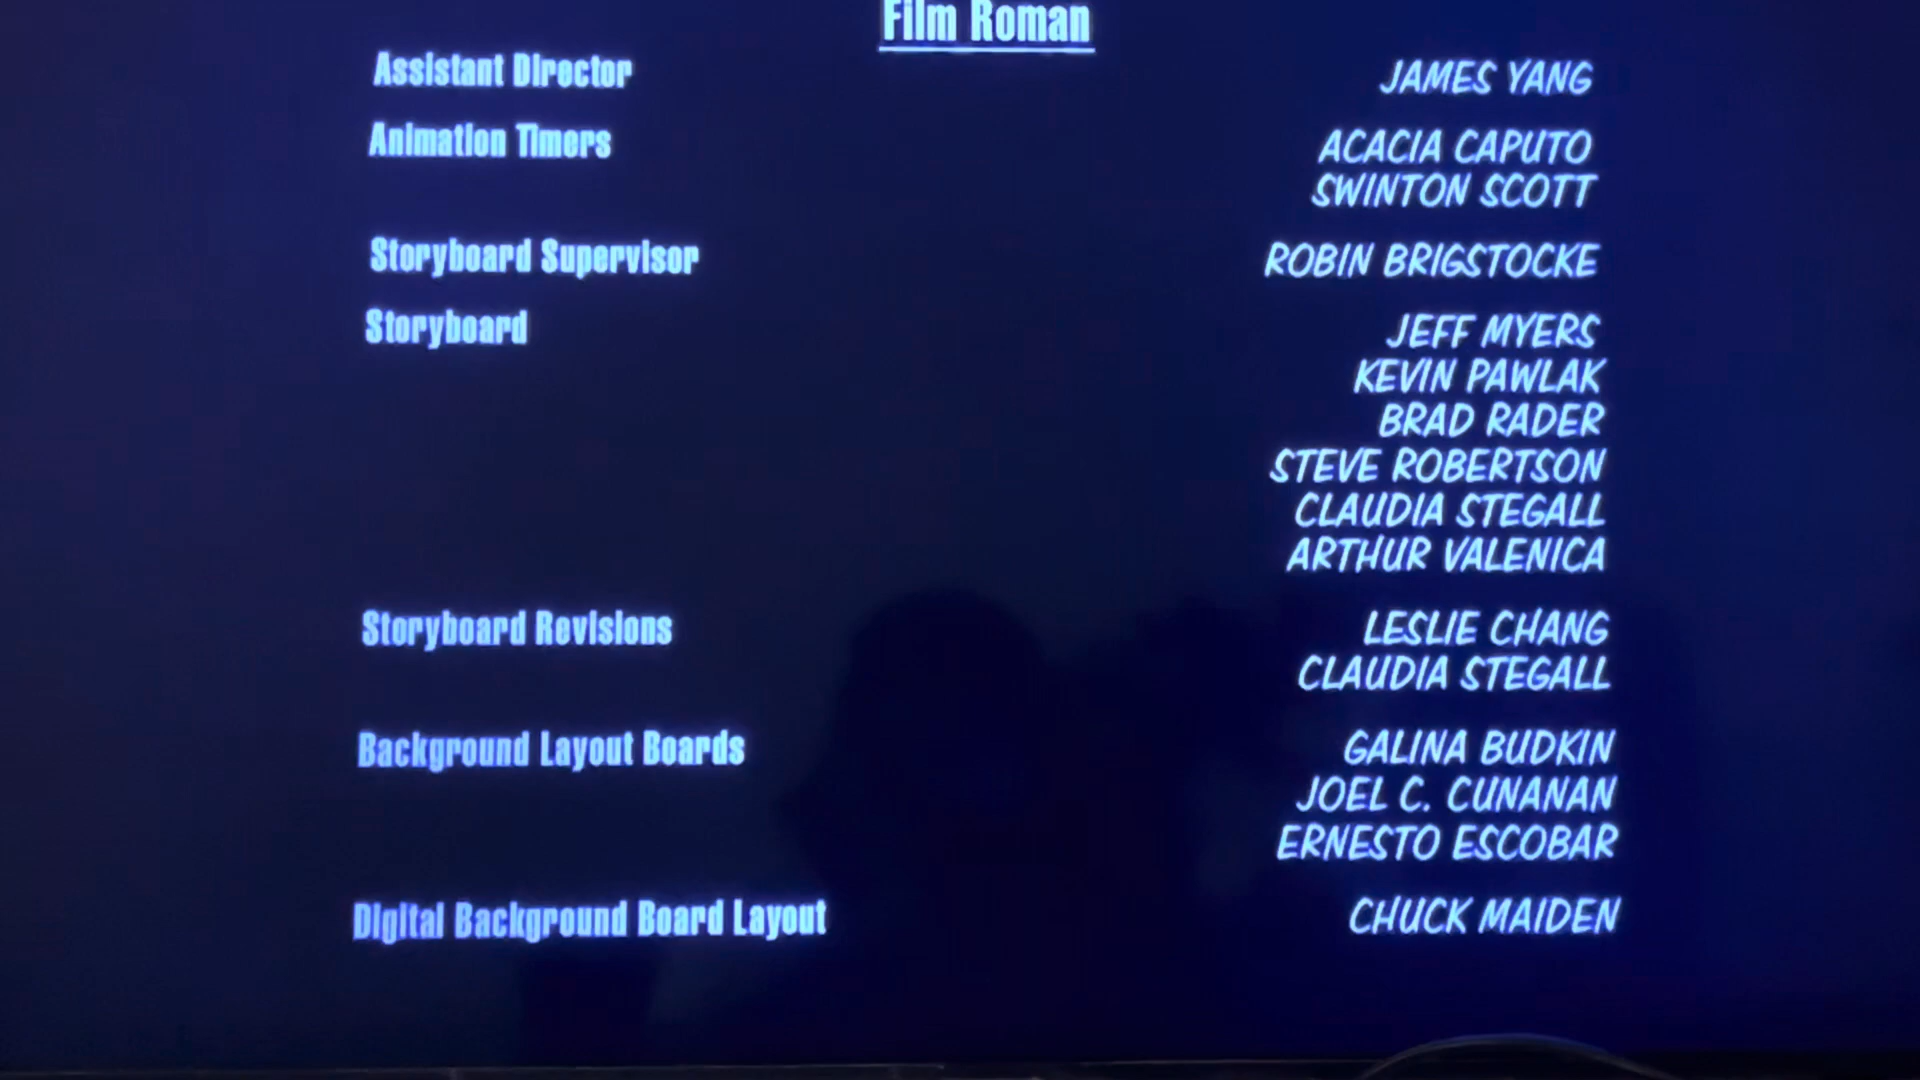 Film Roman
Assistant Director JAMES YANG
Animation Timers ACACIA CAPUTO
SWINTON SCOTT
Storyboard Supervisor ROBIN BRIGSTOCKE
Storyboard JEFF MYERS
KEVIN PAWLAK
BRAD RADER
STEVE ROBERTSON
CLAUDIA STEGALL
ARTHUR VALENICA
Storyboard Revisions LESLIE CHANG
CLAUDIA STEGALL
Background Layout Boards GALINA BUDKIN
JOEL C. CUNANAN
ERNESTO ESCOBAR
Digital Background Board Layout CHUCK MAIDEN